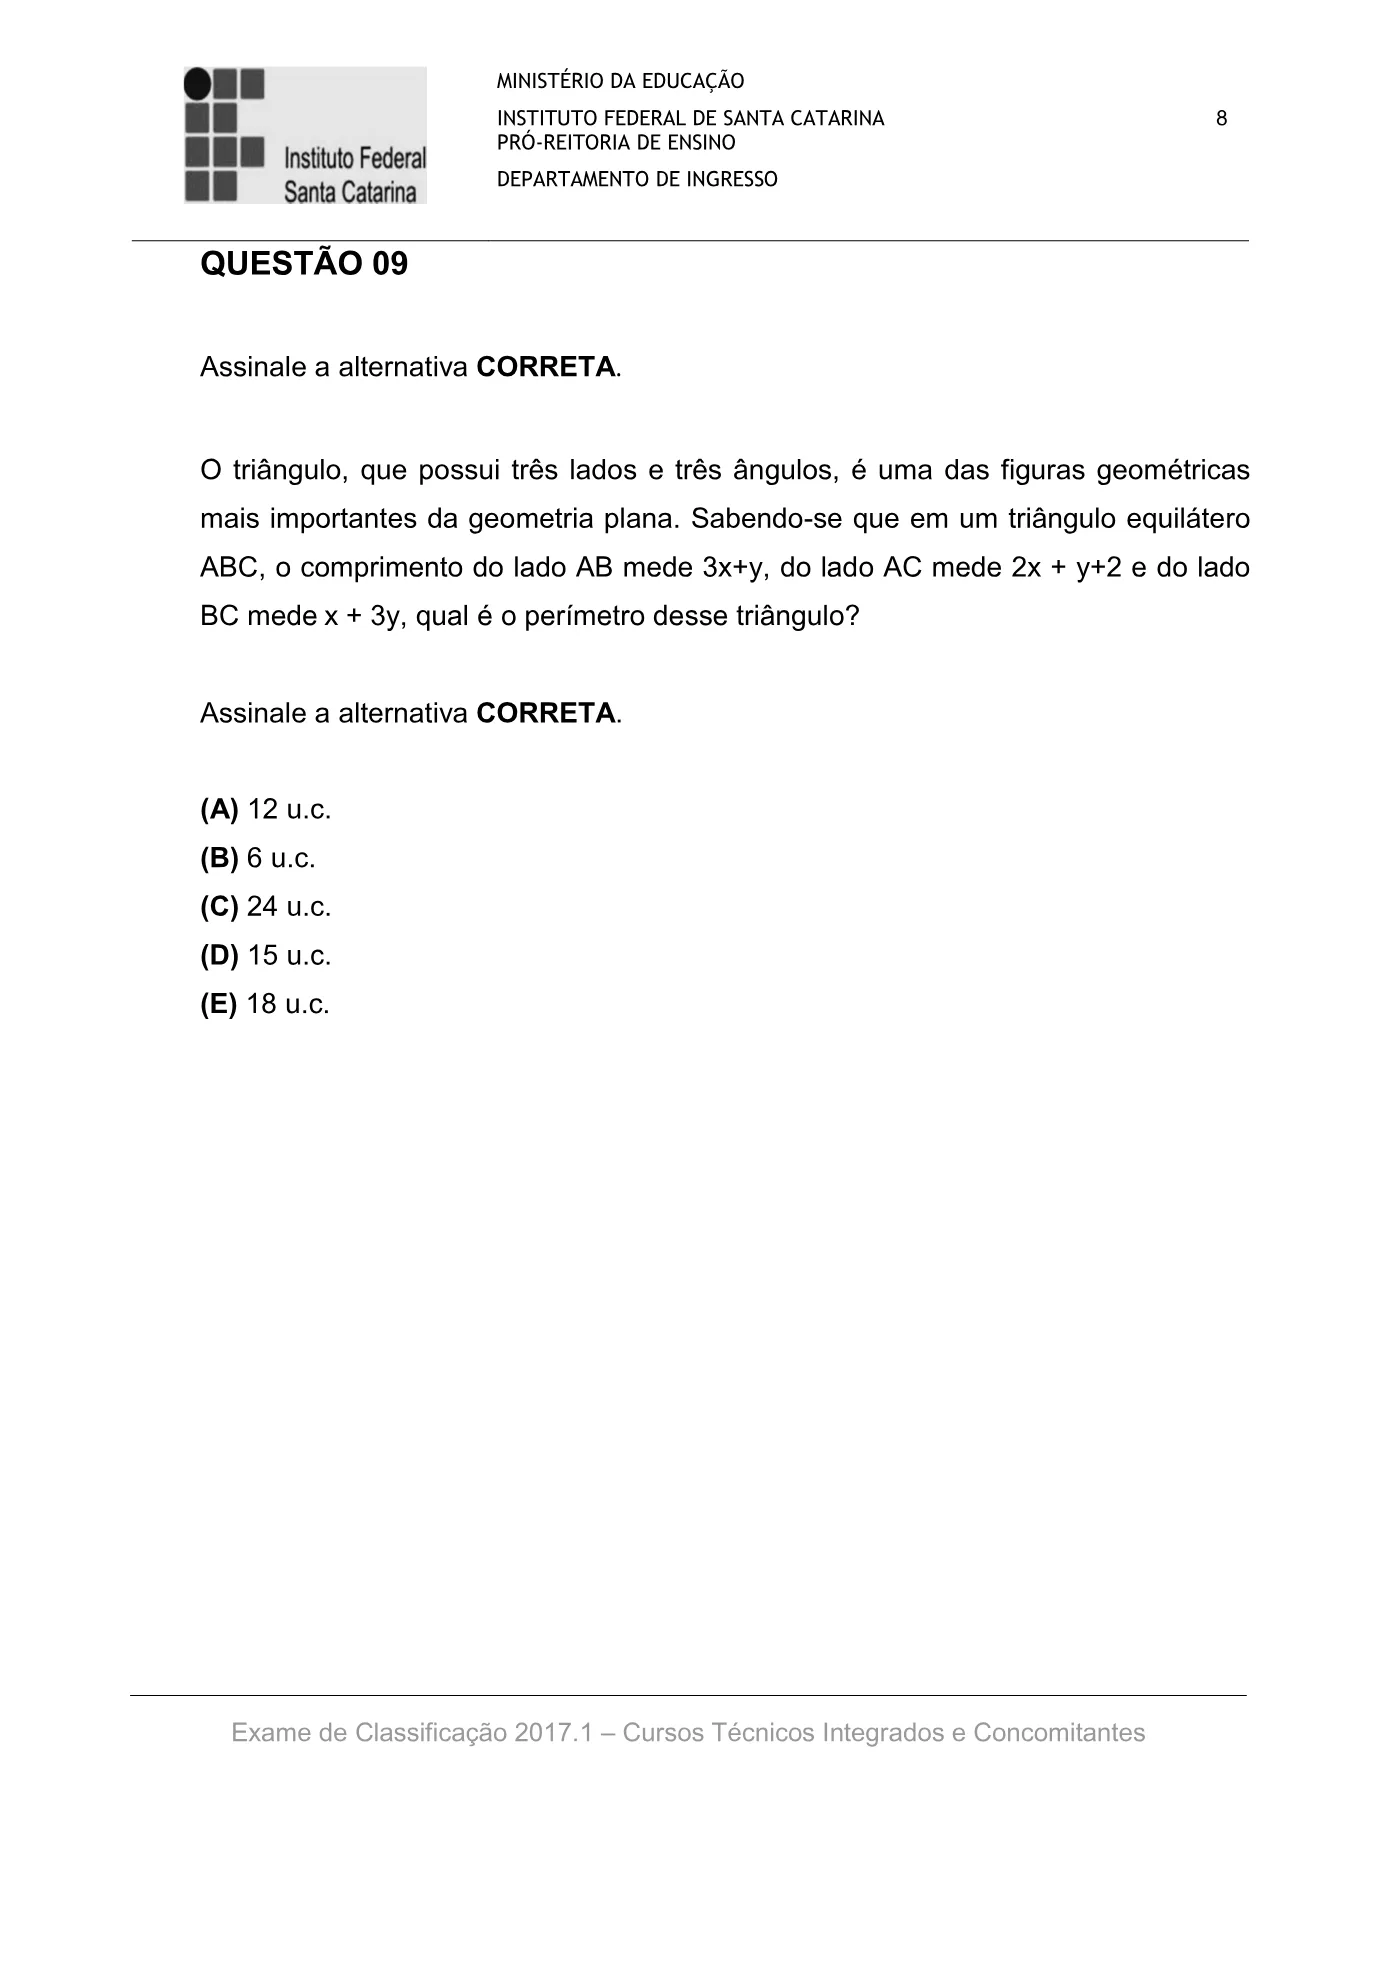 Instituto Federal
Santa Catarina
MINISTÉRIO DA EDUCAÇÃO
INSTITUTO FEDERAL DE SANTA CATARINA
PRÓ-REITORIA DE ENSINO
DEPARTAMENTO DE INGRESSO
8
QUESTÃO 09
Assinale a alternativa CORRETA.
O triângulo, que possui três lados e três ângulos, é uma das figuras geométricas
mais importantes da geometria plana. Sabendo-se que em um triângulo equilátero
ABC, o comprimento do lado AB mede 3x+y, do lado AC mede 2x + y+2 e do lado
BC mede x + 3y, qual é o perímetro desse triângulo?
Assinale a alternativa CORRETA.
(A) 12 u.c.
(B) 6 u.c.
(C) 24 u.c.
(D) 15 u.c.
(E) 18 u.c.
Exame de Classificação 2017.1 – Cursos Técnicos Integrados e Concomitantes